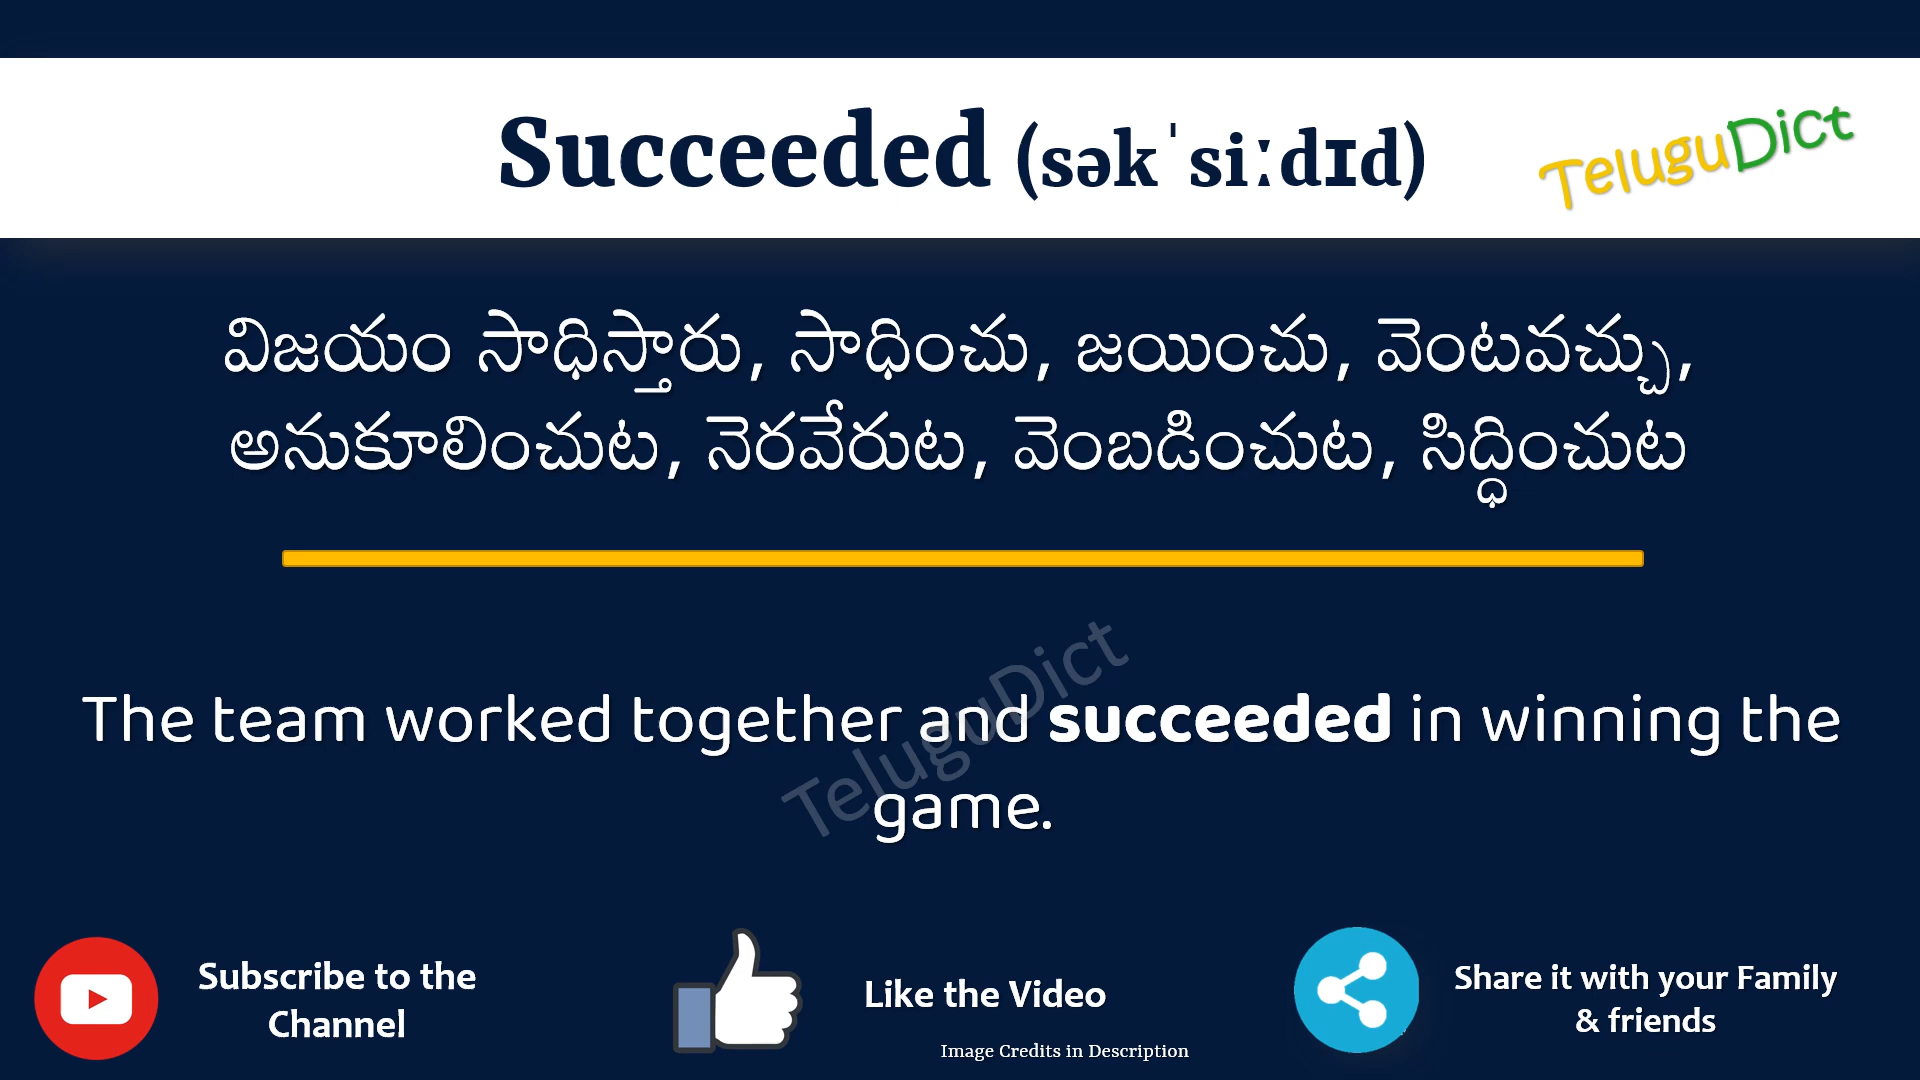 Succeeded (səkˈsiːdɪd)
TeluguDict
విజయం సాధిస్తారు, సాధించు, జయించు, వెంటవచ్చు,
అనుకూలించుట, నెరవేరుట, వెంబడించుట, సిద్ధించుట
TeluguDict
The team worked together and succeeded in winning the
game.
Subscribe to the
Channel
Like the Video
Share it with your Family
& friends
Image Credits in Description